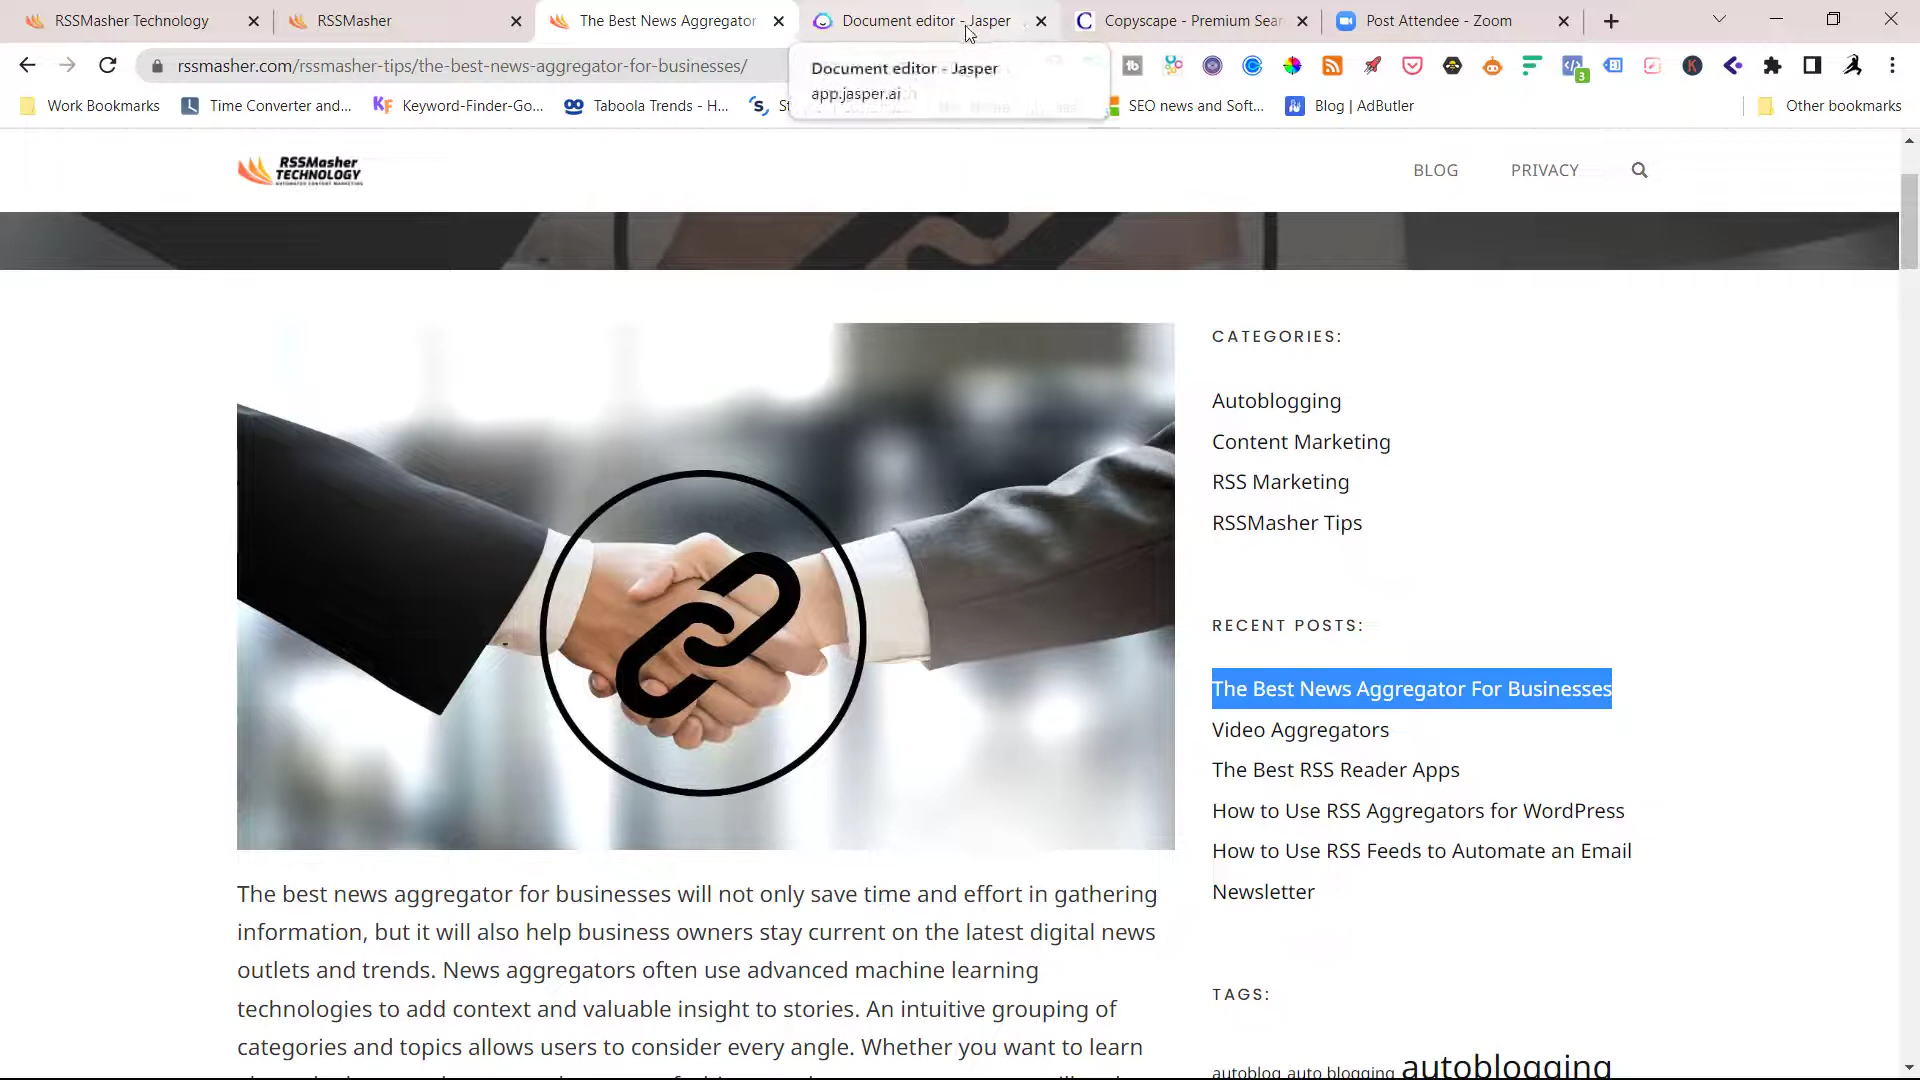 RSSMasher Technology
RSSMasher
The Best News Aggregator
Document editor - Jasper
Copyscape - Premium Sear
Post Attendee - Zoom
rssmasher.com/rssmasher-tips/the-best-news-aggregator-for-businesses/
Document editor - Jasper
app.jasper.ai
3
Work Bookmarks
Time Converter and...
Keyword-Finder-Go...
Taboola Trends - H...
SEO news and Soft...
Blog | AdButler
Other bookmarks
RSSMasher
TECHNOLOGY
AUTOMATED CONTENT MARKETING
BLOG
PRIVACY
CATEGORIES:
Autoblogging
Content Marketing
RSS Marketing
RSSMasher Tips
RECENT POSTS:
The Best News Aggregator For Businesses
Video Aggregators
The Best RSS Reader Apps
How to Use RSS Aggregators for WordPress
How to Use RSS Feeds to Automate an Email
Newsletter
TAGS:
autoblog auto blogging autoblogging
The best news aggregator for businesses will not only save time and effort in gathering
information, but it will also help business owners stay current on the latest digital news
outlets and trends. News aggregators often use advanced machine learning
technologies to add context and valuable insight to stories. An intuitive grouping of
categories and topics allows users to consider every angle. Whether you want to learn